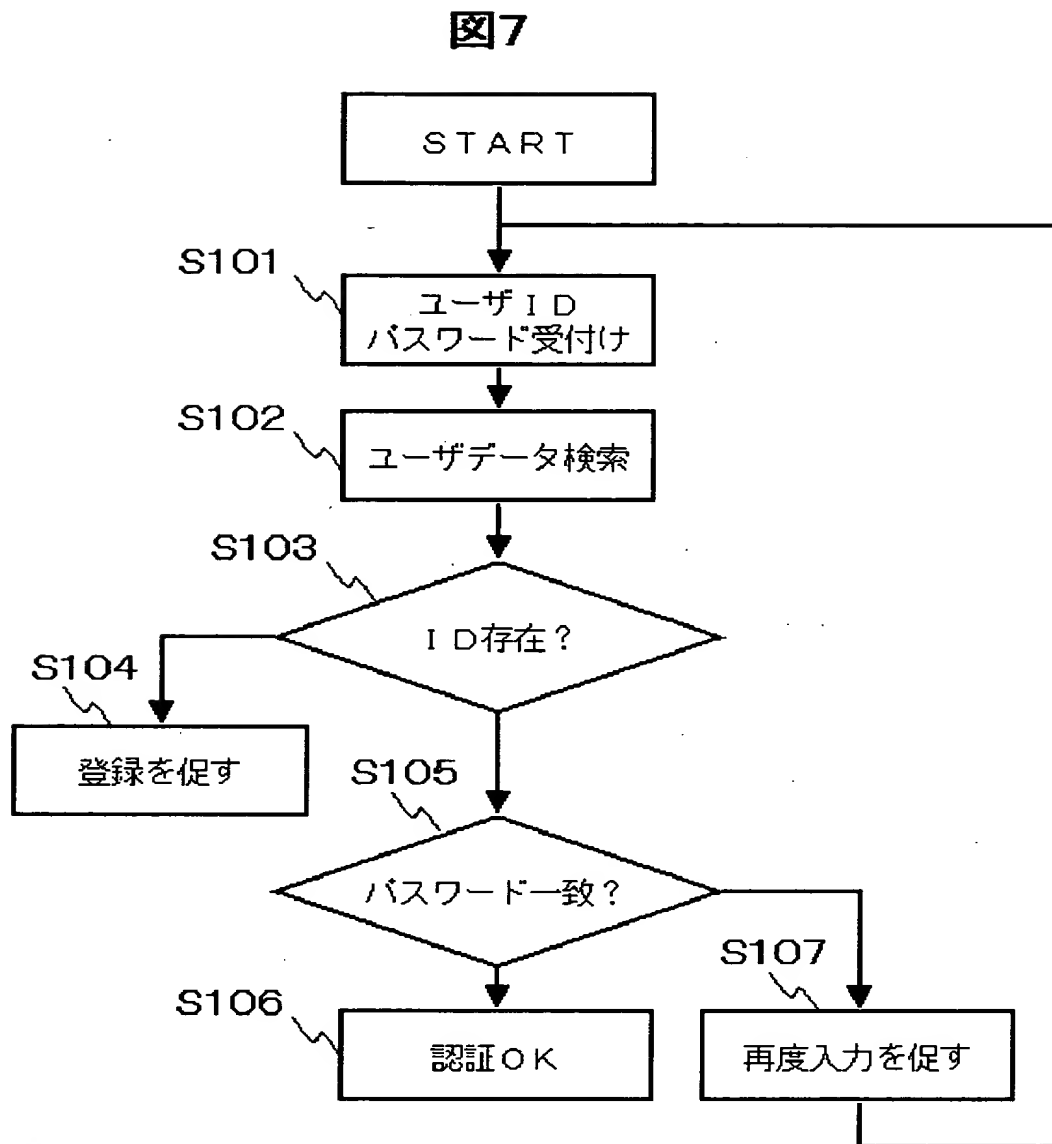 図7
START
S101
ユーザID
パスワード受付け
S102
ユーザデータ検索
S103
ID存在?
S104
登録を促す
S105
パスワード一致?
S106
認証OK
S107
再度入力を促す